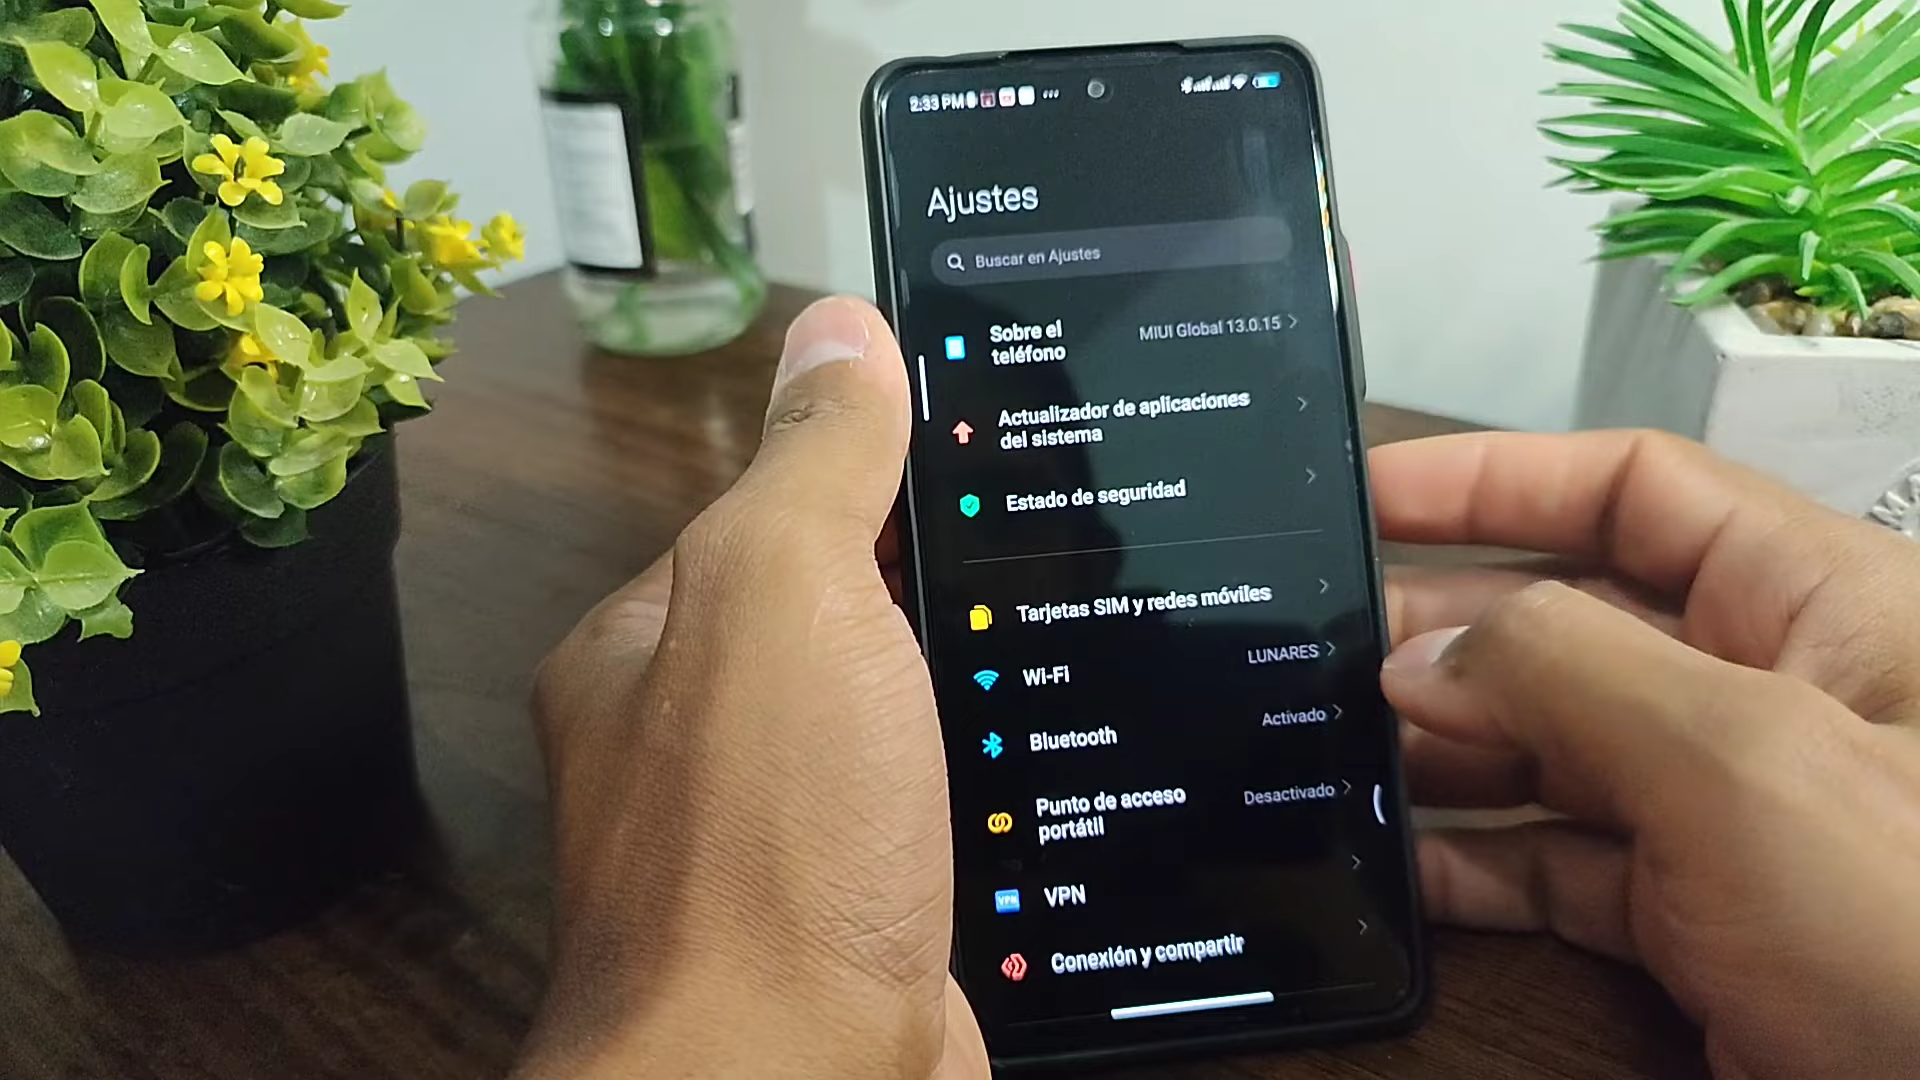 2:33 PM
Ajustes
Buscar en Ajustes
Sobre el
teléfono
MIUI Global 13.0.15
Actualizador de aplicaciones
del sistema
Estado de seguridad
Tarjetas SIM y redes móviles
Wi-Fi
LUNARES
Bluetooth
Activado
Punto de acceso
portátil
Desactivado
VPN
VPN
Conexión y compartir